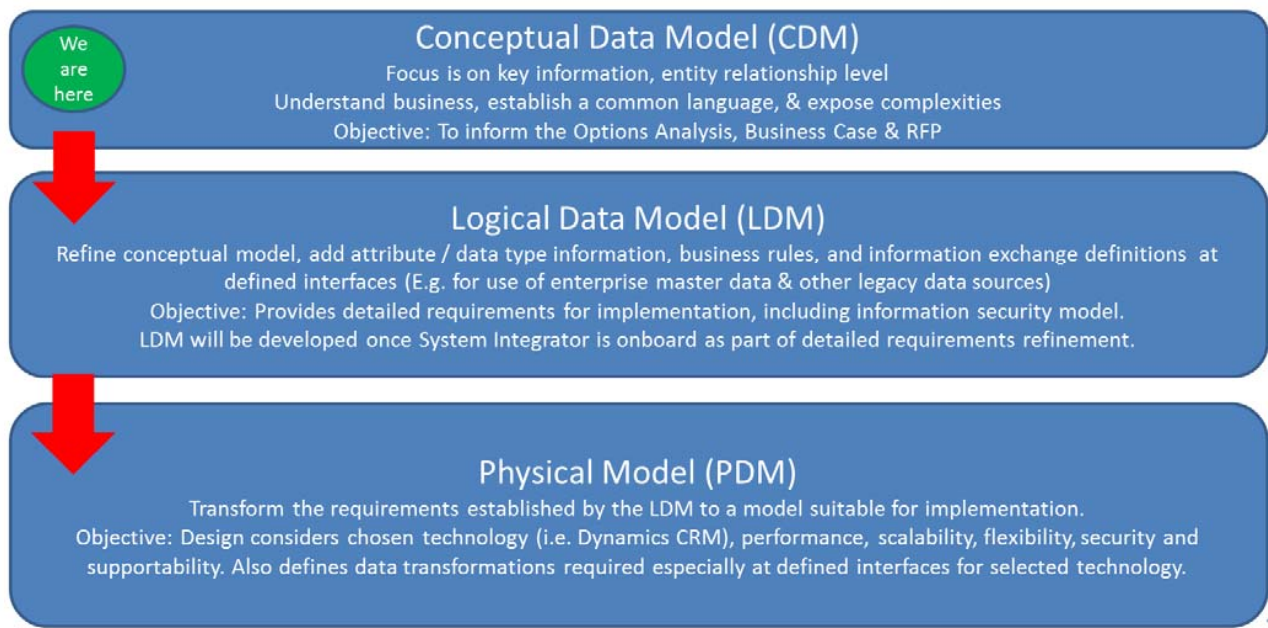 We
are
here
Conceptual Data Model (CDM)
Focus is on key information, entity relationship level
Understand business, establish a common language, & expose complexities
Objective: To inform the Options Analysis, Business Case & RFP
Logical Data Model (LDM)
Refine conceptual model, add attribute / data type information, business rules, and information exchange definitions at
defined interfaces (E.g. for use of enterprise master data & other legacy data sources)
Objective: Provides detailed requirements for implementation, including information security model.
LDM will be developed once System Integrator is onboard as part of detailed requirements refinement.
Physical Model (PDM)
Transform the requirements established by the LDM to a model suitable for implementation.
Objective: Design considers chosen technology (i.e. Dynamics CRM), performance, scalability, flexibility, security and
supportability. Also defines data transformations required especially at defined interfaces for selected technology.